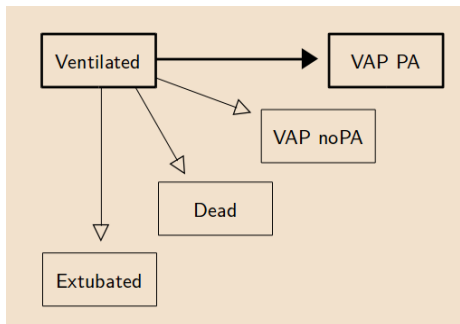 Ventilated
VAP PA
VAP noPA
Dead
Extubated